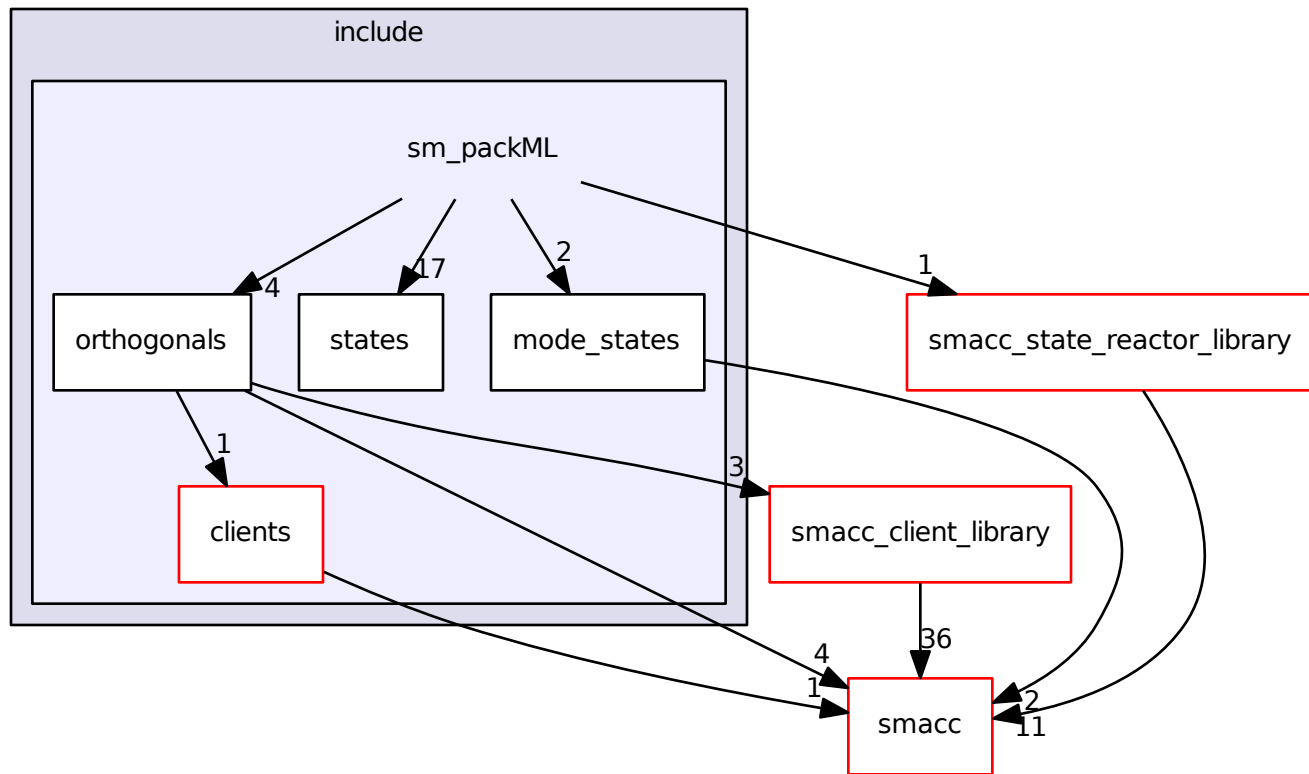 include
sm_packML
4
17
2
1
orthogonals
states
mode_states
smacc_state_reactor_library
1
3
clients
smacc_client_library
4
1
36
2
11
smacc